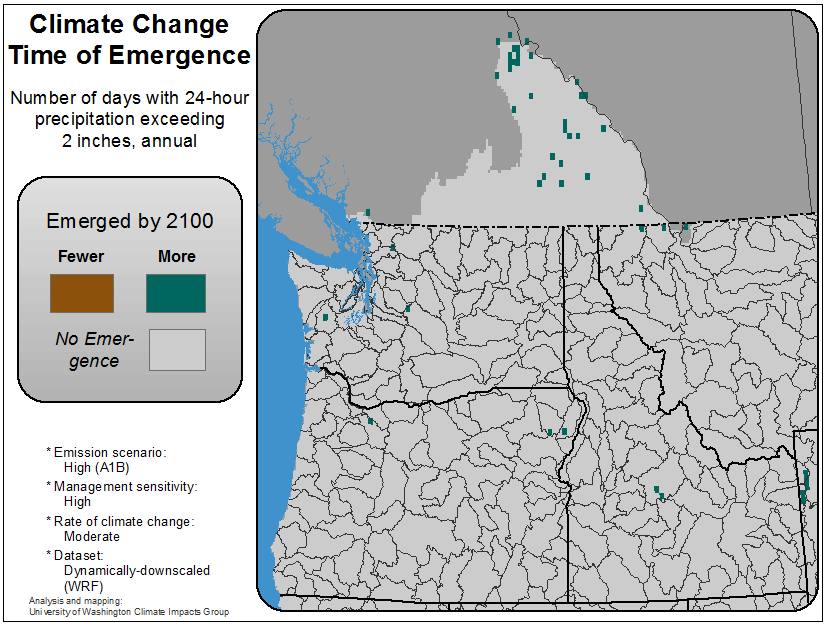 Climate Change
Time of Emergence
Number of days with 24-hour
precipitation exceeding
2 inches, annual
Emerged by 2100
Fewer
More
No Emer-
gence
* Emission scenario:
High (A1B)
* Management sensitivity:
High
* Rate of climate change:
Moderate
* Dataset:
Dynamically-downscaled
(WRF)
Analysis and mapping:
University of Washington Climate Impacts Group